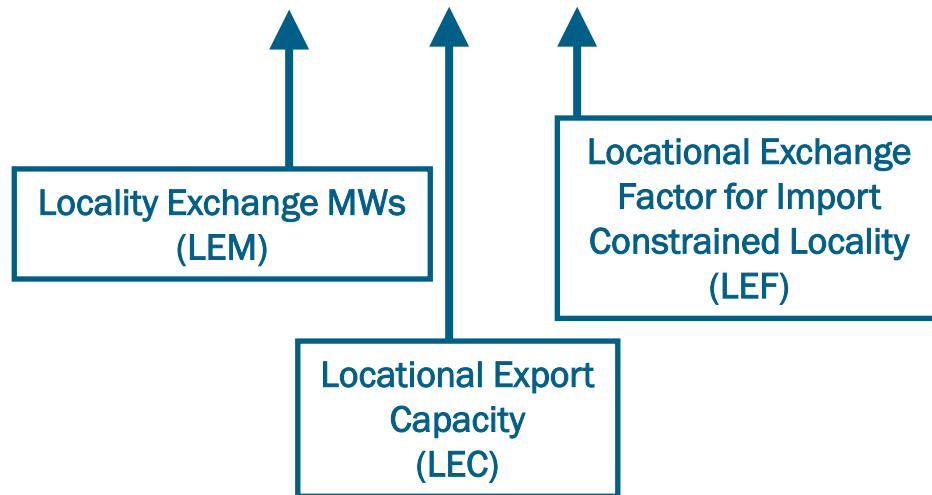 Locality Exchange MWs
(LEM)
Locational Exchange
Factor for Import
Constrained Locality
(LEF)
Locational Export
Capacity
(LEC)